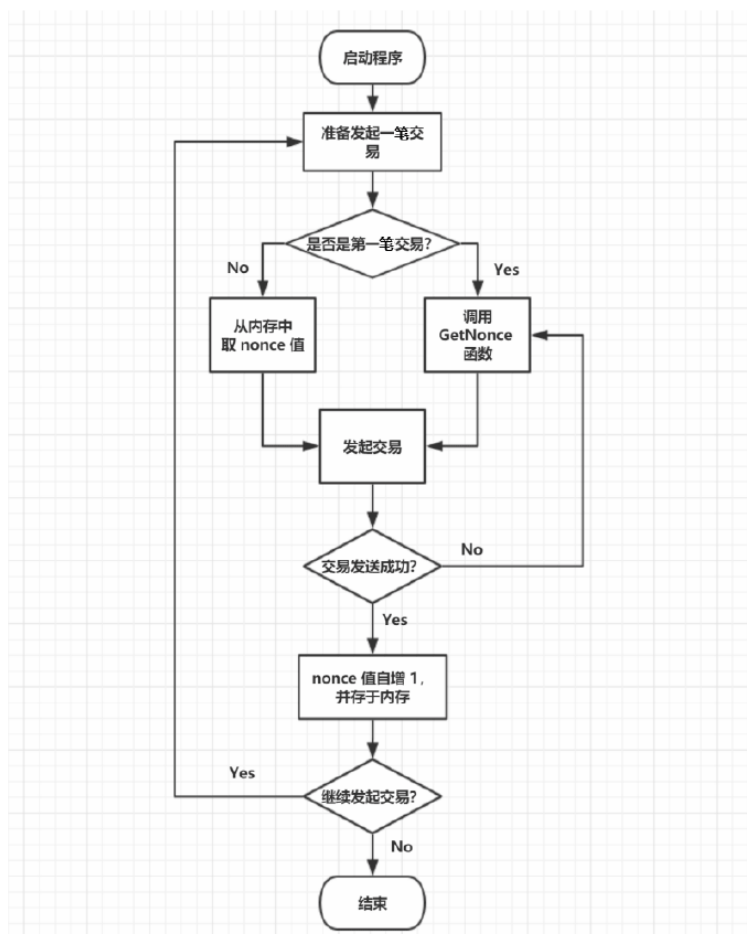 启动程序
准备发起一笔交
易
是否是第一笔交易?
No
Yes
从内存中
取 nonce 值
调用
GetNonce
函数
发起交易
交易发送成功?
No
Yes
nonce 值自增 1,
并存于内存
Yes
继续发起交易?
No
结束